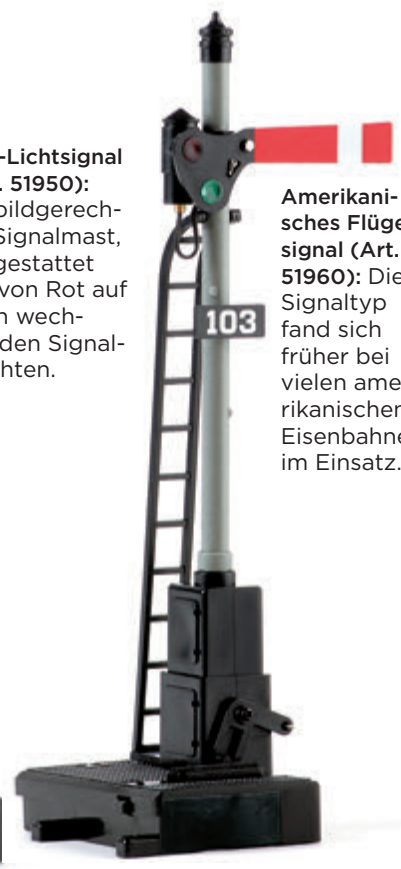 -Lichtsignal
. 51950):
bildgerech-
Signalmast,
gestattet
von Rot auf
n wech-
den Signal-
hten.
103
Amerikani-
sches Flüge
signal (Art.
51960): Die
Signaltyp
fand sich
früher bei
vielen ame
rikanischen
Eisenbahne
im Einsatz.